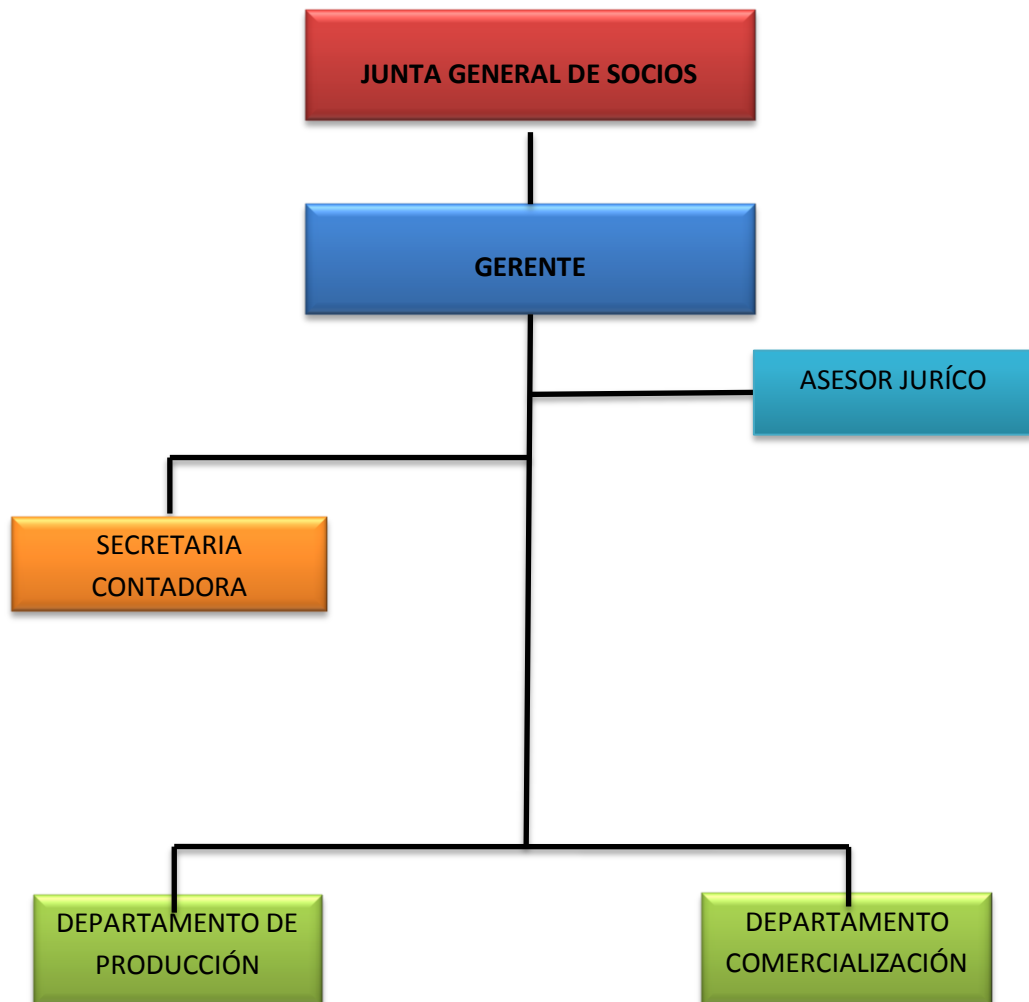 JUNTA GENERAL DE SOCIOS
GERENTE
ASESOR JURÍCO
SECRETARIA
CONTADORA
DEPARTAMENTO DE
PRODUCCIÓN
DEPARTAMENTO
COMERCIALIZACIÓN